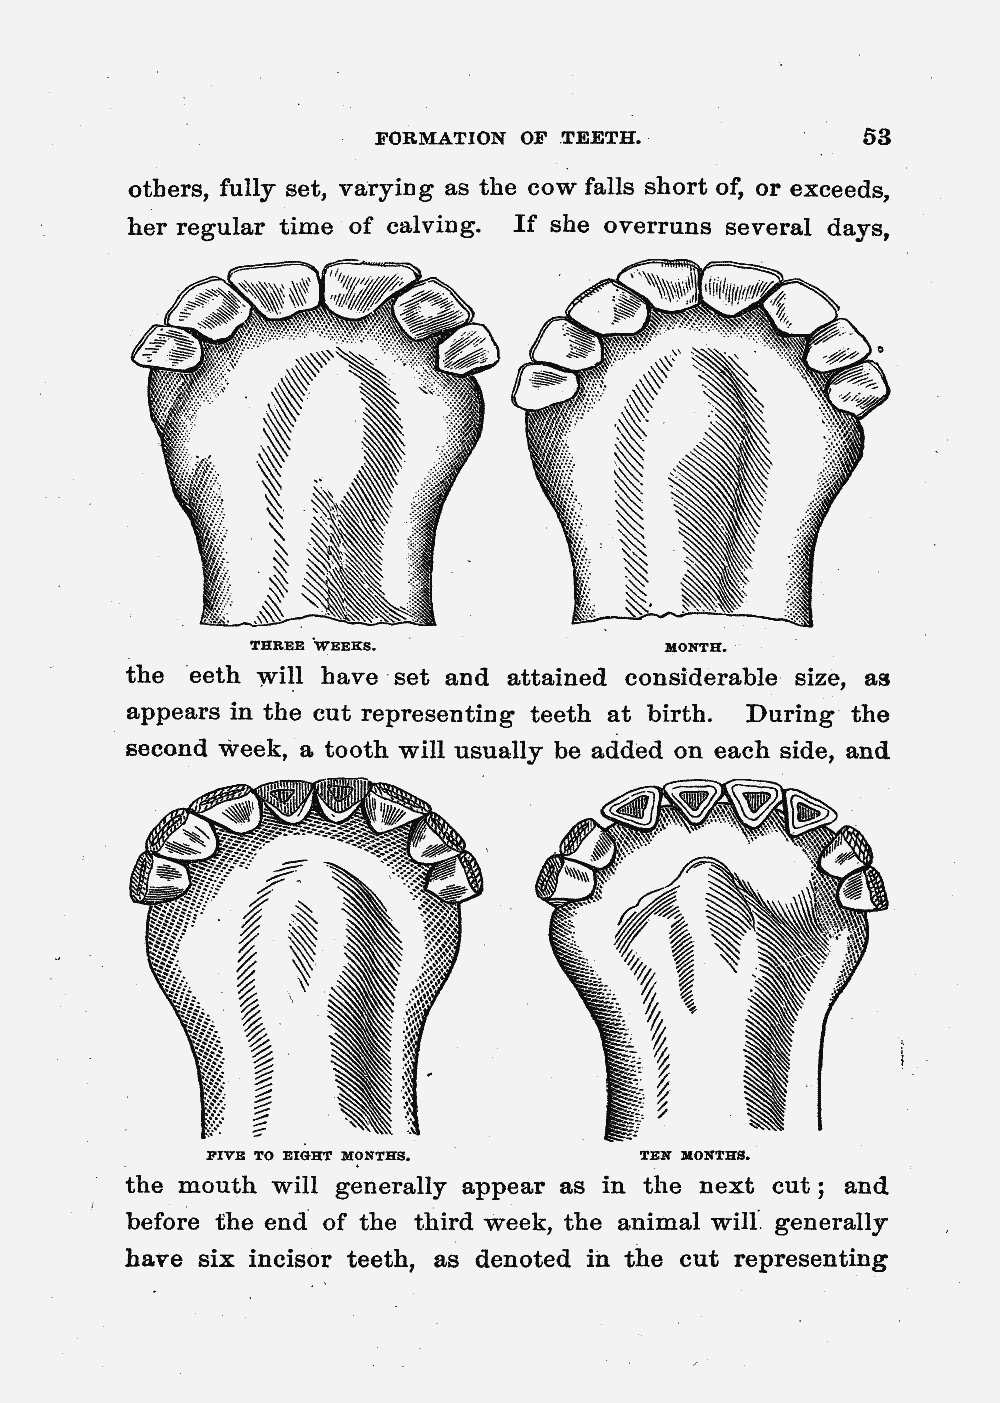 FORMATION OF TEETH. 53
others, fully set, varying as the cow falls short of, or exceeds,
her regular time of calving. If she overruns several days,
THREE WEEKS. MONTH.
the eeth will have set and attained considerable size, as
appears in the cut representing teeth at birth. During the
second week, a tooth will usually be added on each side, and
FIVE TO EIGHT MONTHS. TEN MONTHS.
the mouth will generally appear as in the next cut; and
before the end of the third week, the animal will generally
have six incisor teeth, as denoted in the cut representing